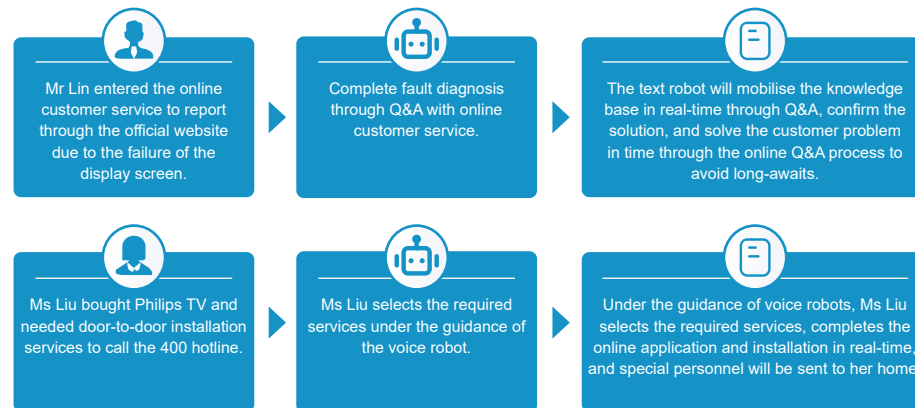 Mr Lin entered the online
customer service to report
through the official website
due to the failure of the
display screen.
Complete fault diagnosis
through Q&A with online
customer service.
The text robot will mobilise the knowledge
base in real-time through Q&A, confirm the
solution, and solve the customer problem
in time through the online Q&A process to
avoid long-awaits.
Ms Liu bought Philips TV and
needed door-to-door installation
services to call the 400 hotline.
Ms Liu selects the required
services under the guidance of
the voice robot.
Under the guidance of voice robots, Ms Liu
selects the required services, completes the
online application and installation in real-time,
and special personnel will be sent to her home